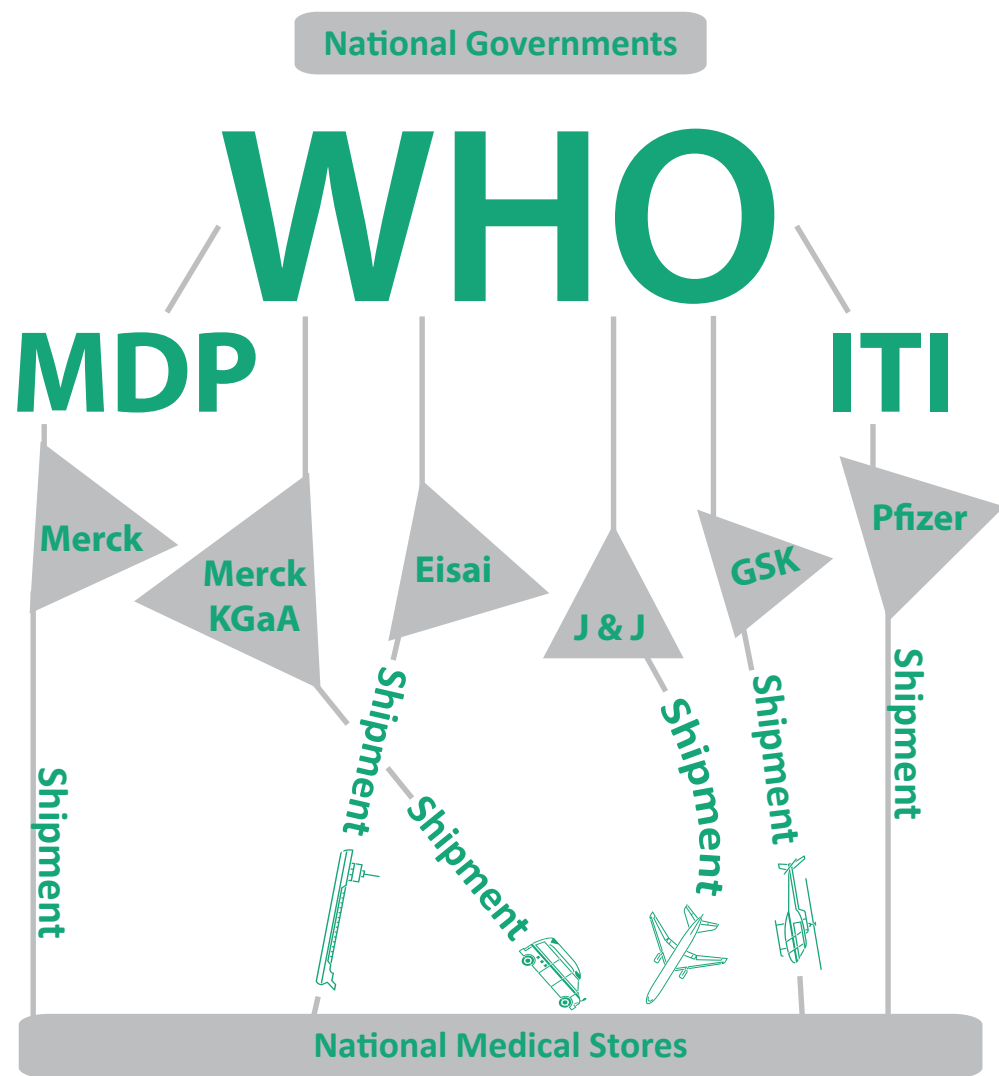 National Governments
WHO
MDP
ITI
Merck
Merck
KGaA
Eisai
J & J
GSK
Pfizer
Shipment
Shipment
Shipment
Shipment
Shipment
Shipment
National Medical Stores